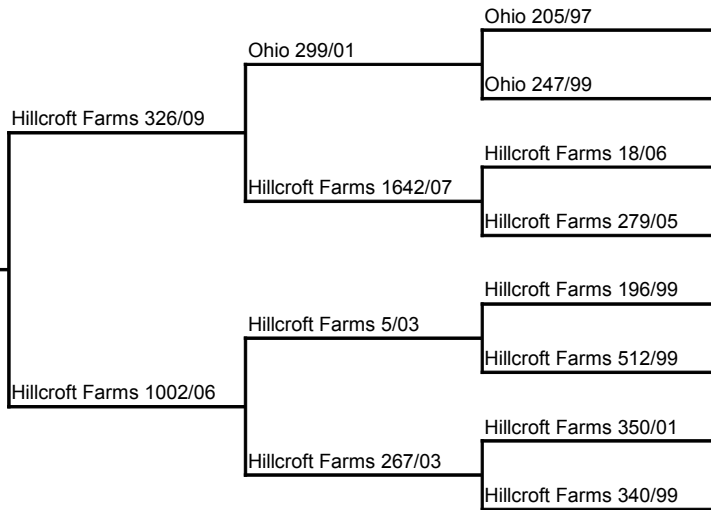 Ohio 205/97
Ohio 299/01
Ohio 247/99
Hillcroft Farms 326/09
Hillcroft Farms 18/06
Hillcroft Farms 1642/07
Hillcroft Farms 279/05
Hillcroft Farms 196/99
Hillcroft Farms 5/03
Hillcroft Farms 512/99
Hillcroft Farms 1002/06
Hillcroft Farms 350/01
Hillcroft Farms 267/03
Hillcroft Farms 340/99